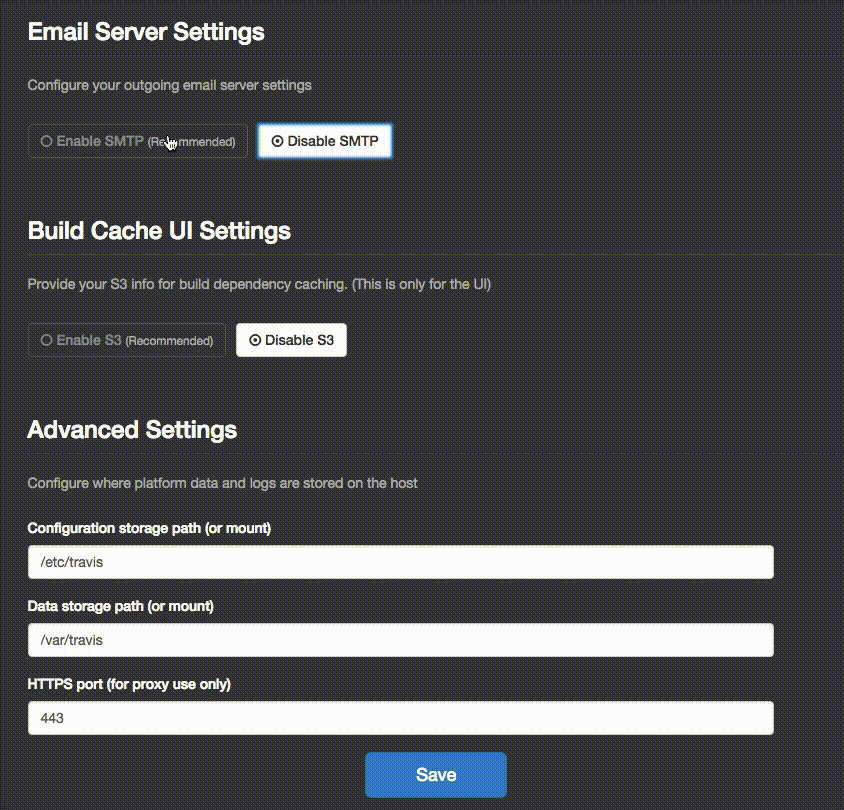 Email Server Settings
Configure your outgoing email server settings
Enable SMTP (Recommended) Disable SMTP
Build Cache UI Settings
Provide your S3 info for build dependency caching. (This is only for the UI)
Enable S3 (Recommended) Disable S3
Advanced Settings
Configure where platform data and logs are stored on the host
Configuration storage path (or mount)
/etc/travis
Data storage path (or mount)
/var/travis
HTTPS port (for proxy use only)
443
Save